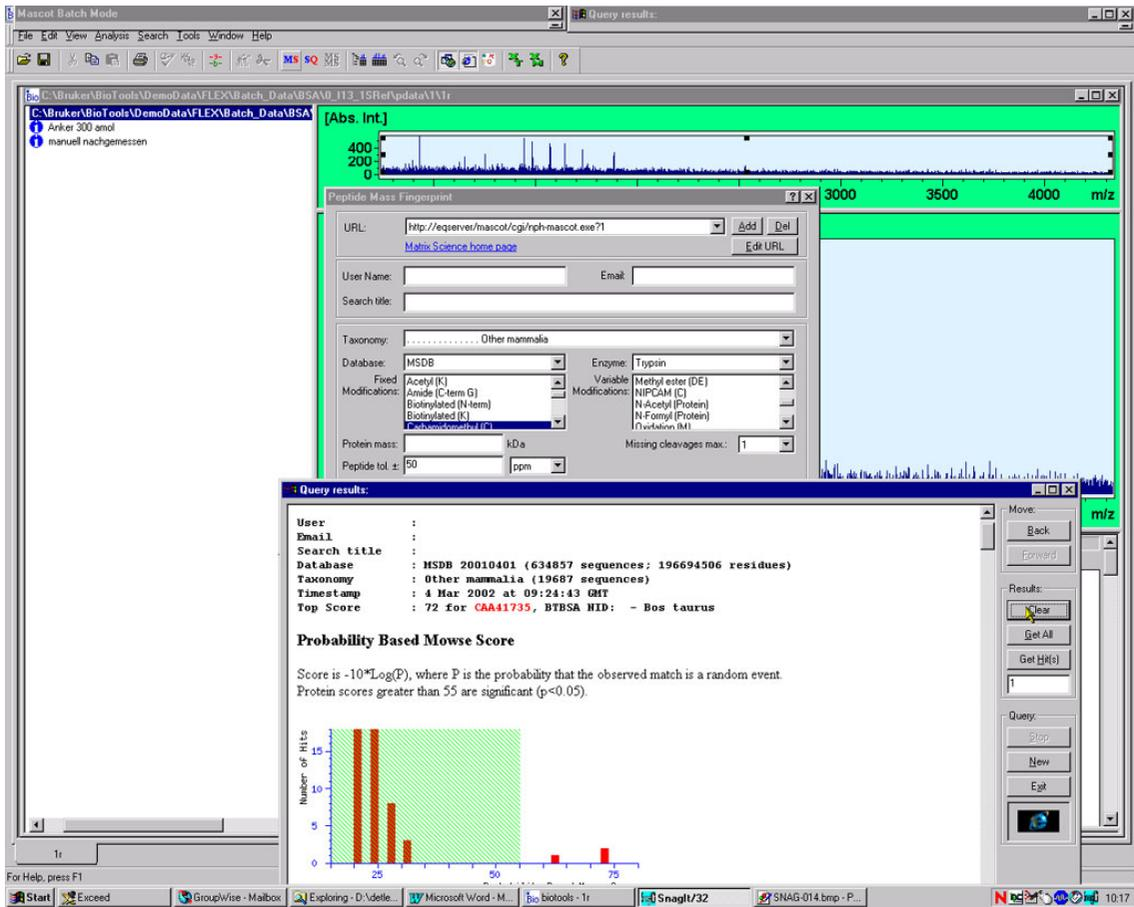 Mascot Batch Mode
Query results:
File Edit View Analysis Search Tools Window Help
MS SQ
C:\Bruker\BioTools\DemoData\FLEX\Batch_Data\BSA\0_I13_1SRef\pdata\1\1r
C:\Bruker\BioTools\DemoData\FLEX\Batch_Data\BSA\
Anker 300 amol
manuell nachgemessen
[Abs. Int.]
400
200
0
3000 3500 4000 m/z
Peptide Mass Fingerprint
URL: http://eqserver/mascot/cgi/nph-mascot.exe?1 Add Del
Matrix Science home page Edit URL
User Name: Email:
Search title:
Taxonomy: . . . . . . . . . . . . . . Other mammalia
Database: MSDB Enzyme: Trypsin
Fixed Modifications: Acetyl (K)
Amide (C-term G)
Biotinylated (N-term)
Biotinylated (K)
Carbamidomethyl (C)
Variable Modifications: Methyl ester (DE)
NIPCAM (C)
N-Acetyl (Protein)
N-Formyl (Protein)
Oxidation (M)
Protein mass: kDa Missing cleavages max.: 1
Peptide tol. ±: 50 ppm
m/z
Query results:
User :
Email :
Search title :
Database : MSDB 20010401 (634857 sequences; 196694506 residues)
Taxonomy : Other mammalia (19687 sequences)
Timestamp : 4 Mar 2002 at 09:24:43 GMT
Top Score : 72 for CAA41735, BTBSA NID: - Bos taurus
Probability Based Mowse Score
Score is -10*Log(P), where P is the probability that the observed match is a random event.
Protein scores greater than 55 are significant (p<0.05).
Number of Hits
15
10
5
0
25 50 75
Move:
Back
Forward
Results:
Clear
Get All
Get Hit(s)
1
Query:
Stop
New
Exit
1r
For Help, press F1
Start Exceed GroupWise - Mailbox Exploring - D:\detle... Microsoft Word - M... biotools - 1r SnagIt/32 SNAG-014.bmp - P... 10:17